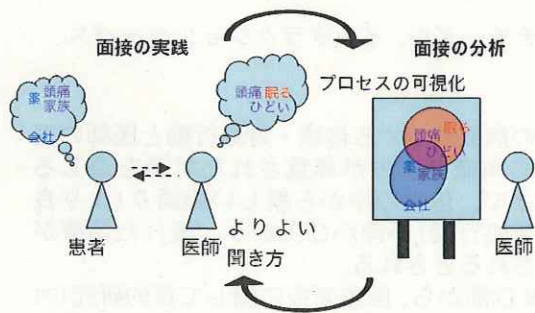 面接の実践
面接の分析
プロセスの可視化
頭痛
薬 家族
会社
頭痛 眠る
ひどい
頭痛 眠る
ひどい
薬
家族
会社
患者
医師
よりよい
聞き方
医師